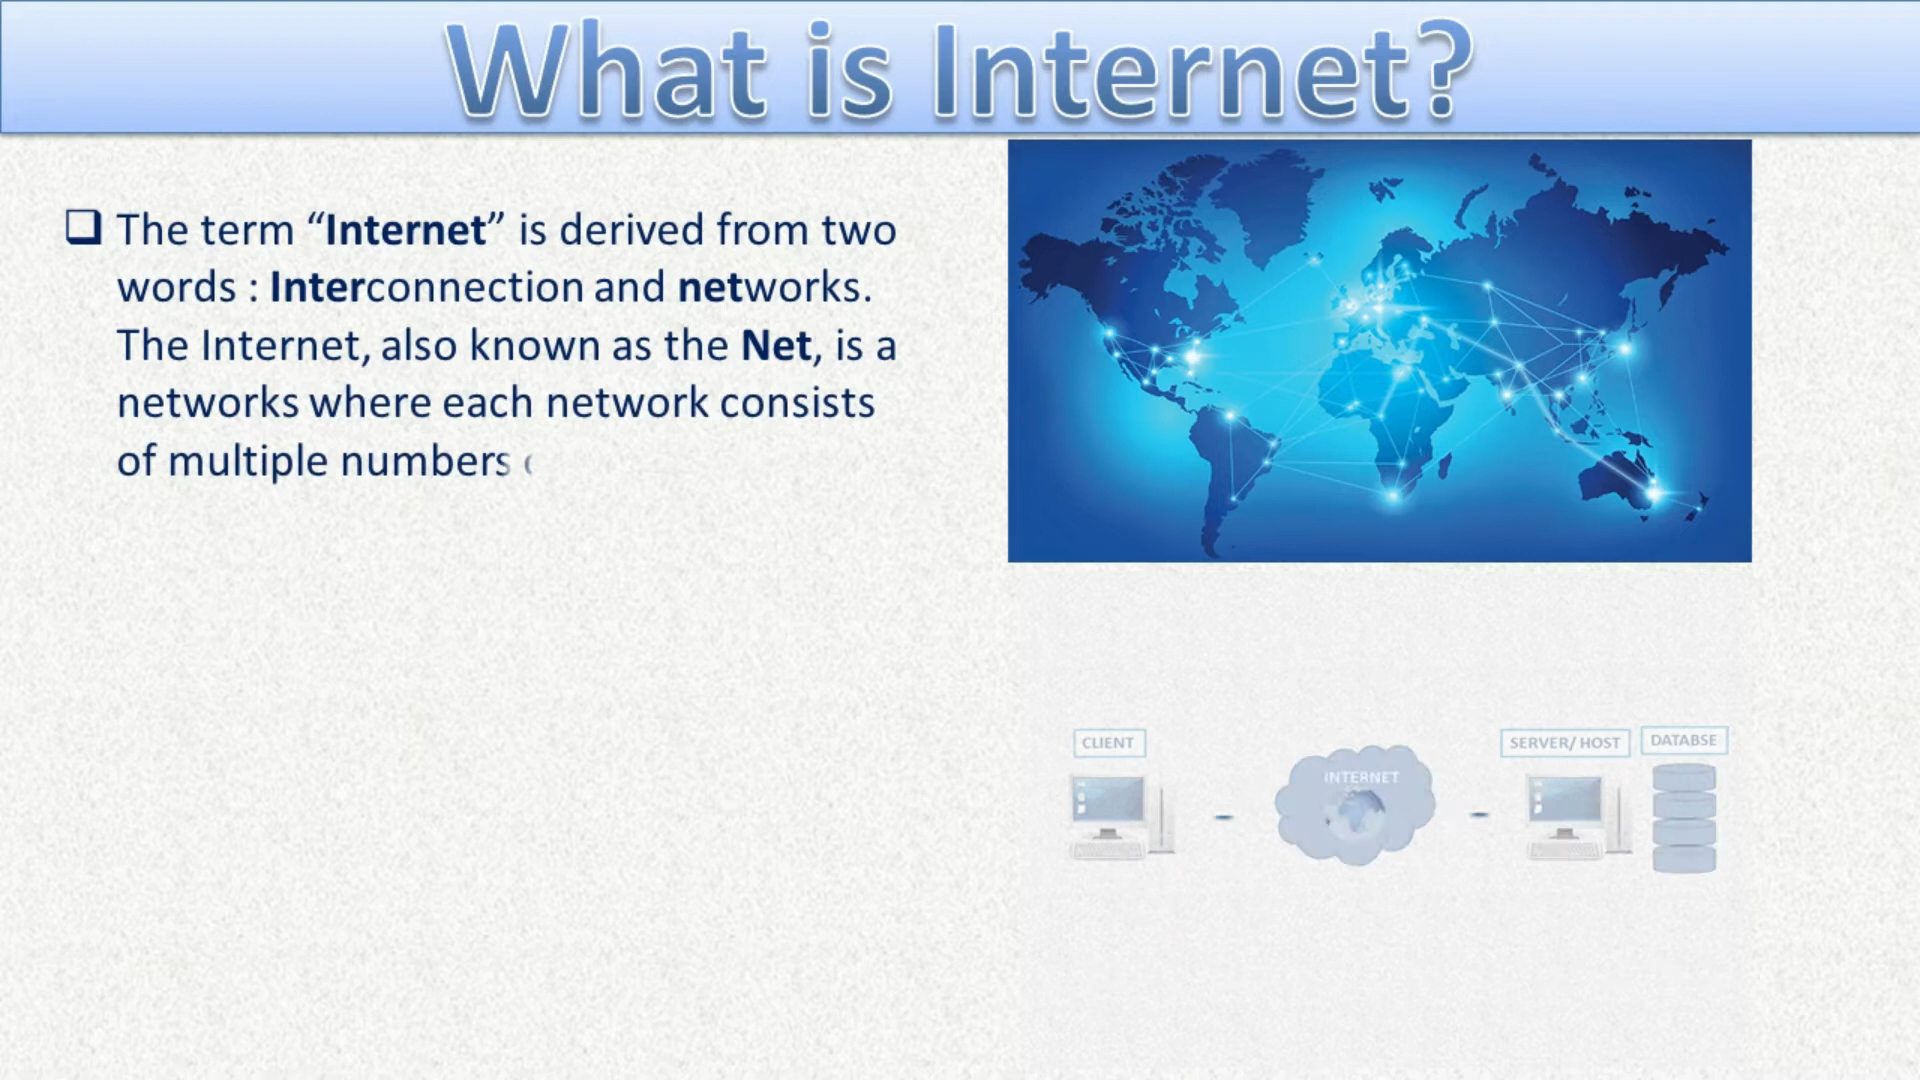 What is Internet?
The term “Internet” is derived from two
words : Interconnection and networks.
The Internet, also known as the Net, is a
networks where each network consists
of multiple numbers
CLIENT
INTERNET
SERVER/ HOST
DATABSE